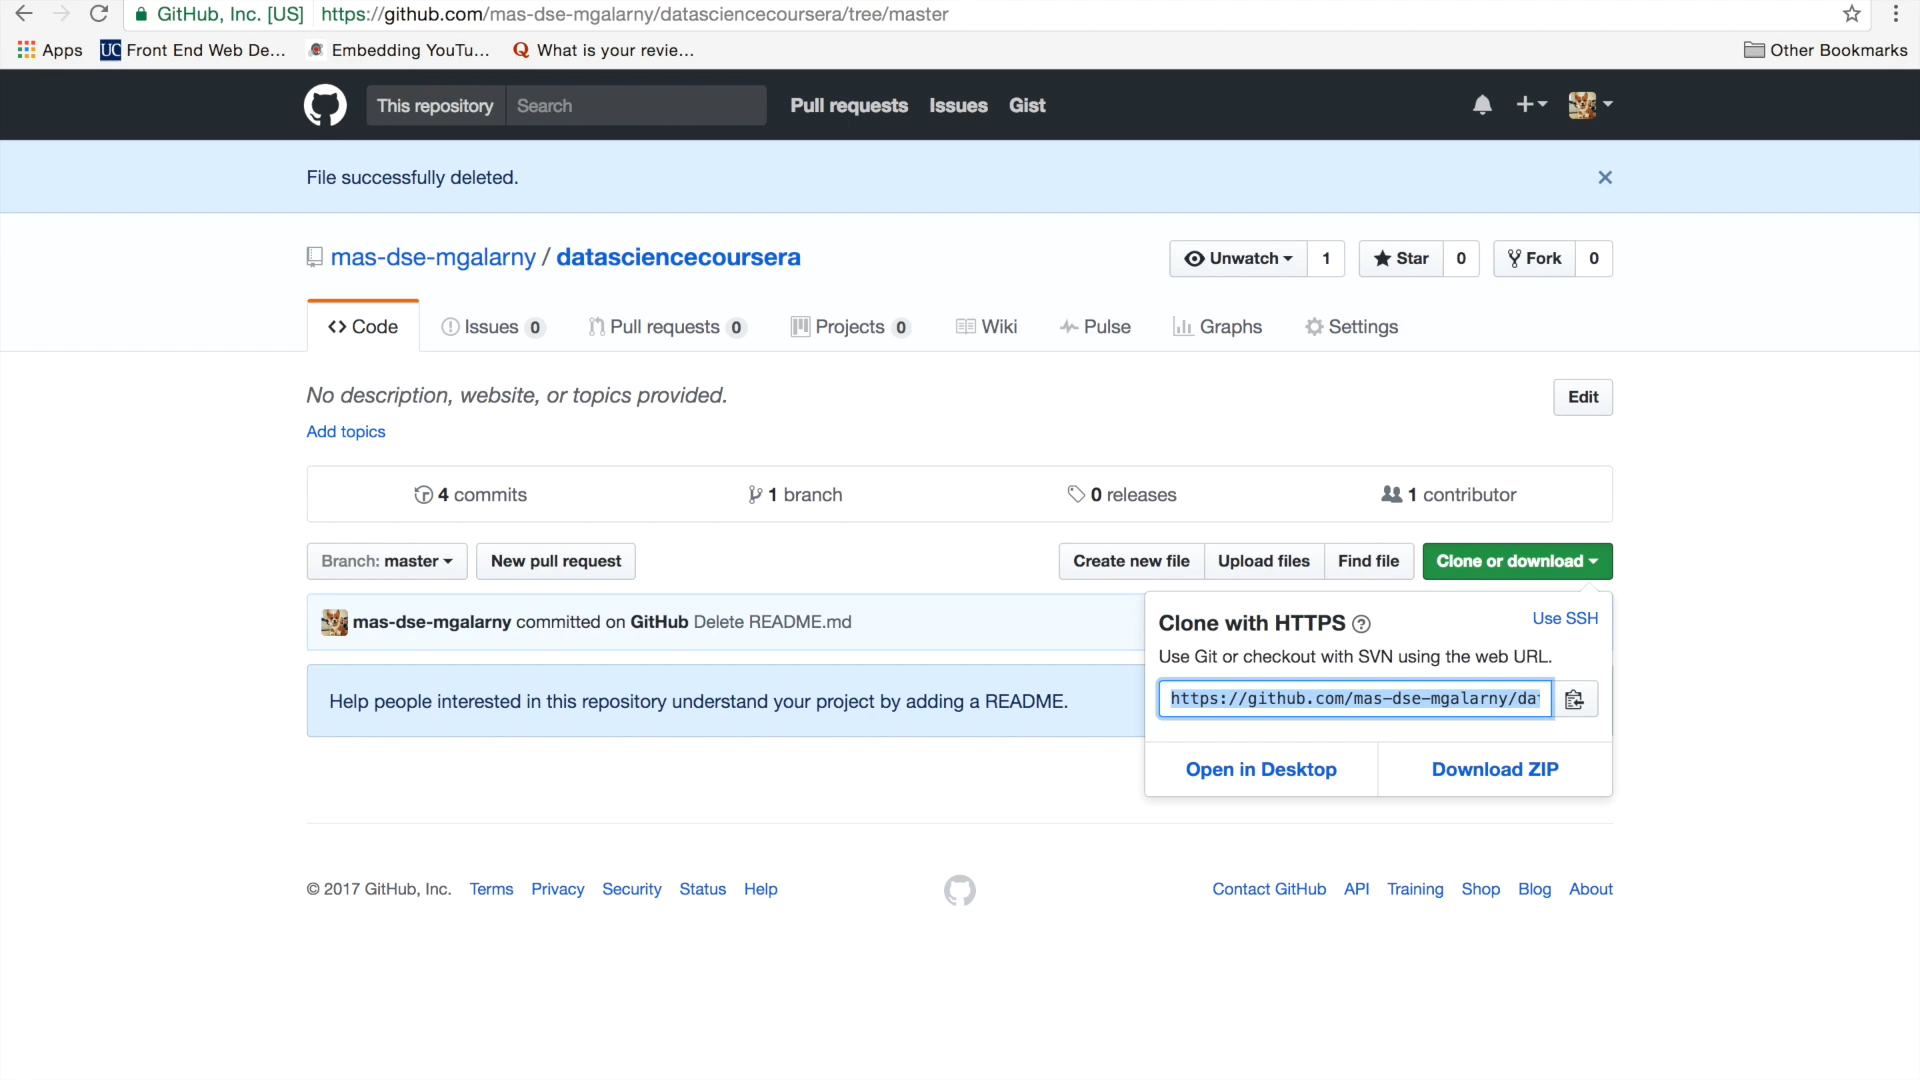 GitHub, Inc. [US] https://github.com/mas-dse-mgalarny/datasciencecoursera/tree/master
Apps UC Front End Web De... Embedding YouTu... Q What is your revie... Other Bookmarks
This repository Search Pull requests Issues Gist
File successfully deleted.
mas-dse-mgalarny / datasciencecoursera Unwatch 1 Star 0 Fork 0
Code Issues 0 Pull requests 0 Projects 0 Wiki Pulse Graphs Settings
No description, website, or topics provided. Edit
Add topics
4 commits 1 branch 0 releases 1 contributor
Branch: master New pull request Create new file Upload files Find file Clone or download
mas-dse-mgalarny committed on GitHub Delete README.md
Clone with HTTPS Use SSH
Use Git or checkout with SVN using the web URL.
Help people interested in this repository understand your project by adding a README.
https://github.com/mas-dse-mgalarny/da
Open in Desktop Download ZIP
© 2017 GitHub, Inc. Terms Privacy Security Status Help Contact GitHub API Training Shop Blog About